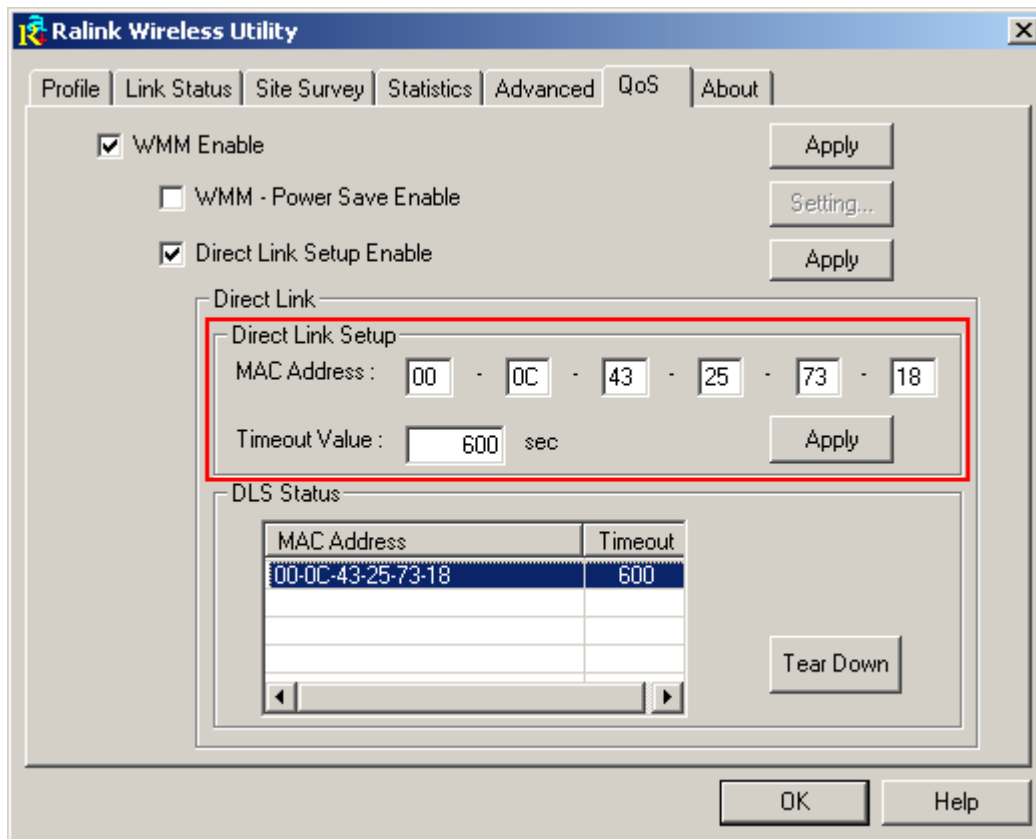 Ralink Wireless Utility
Profile Link Status Site Survey Statistics Advanced QoS About
WMM Enable Apply
WMM - Power Save Enable Setting...
Direct Link Setup Enable Apply
Direct Link
Direct Link Setup
MAC Address : 00 - 0C - 43 - 25 - 73 - 18
Timeout Value : 600 sec Apply
DLS Status
MAC Address Timeout
00-0C-43-25-73-18 600
Tear Down
OK Help